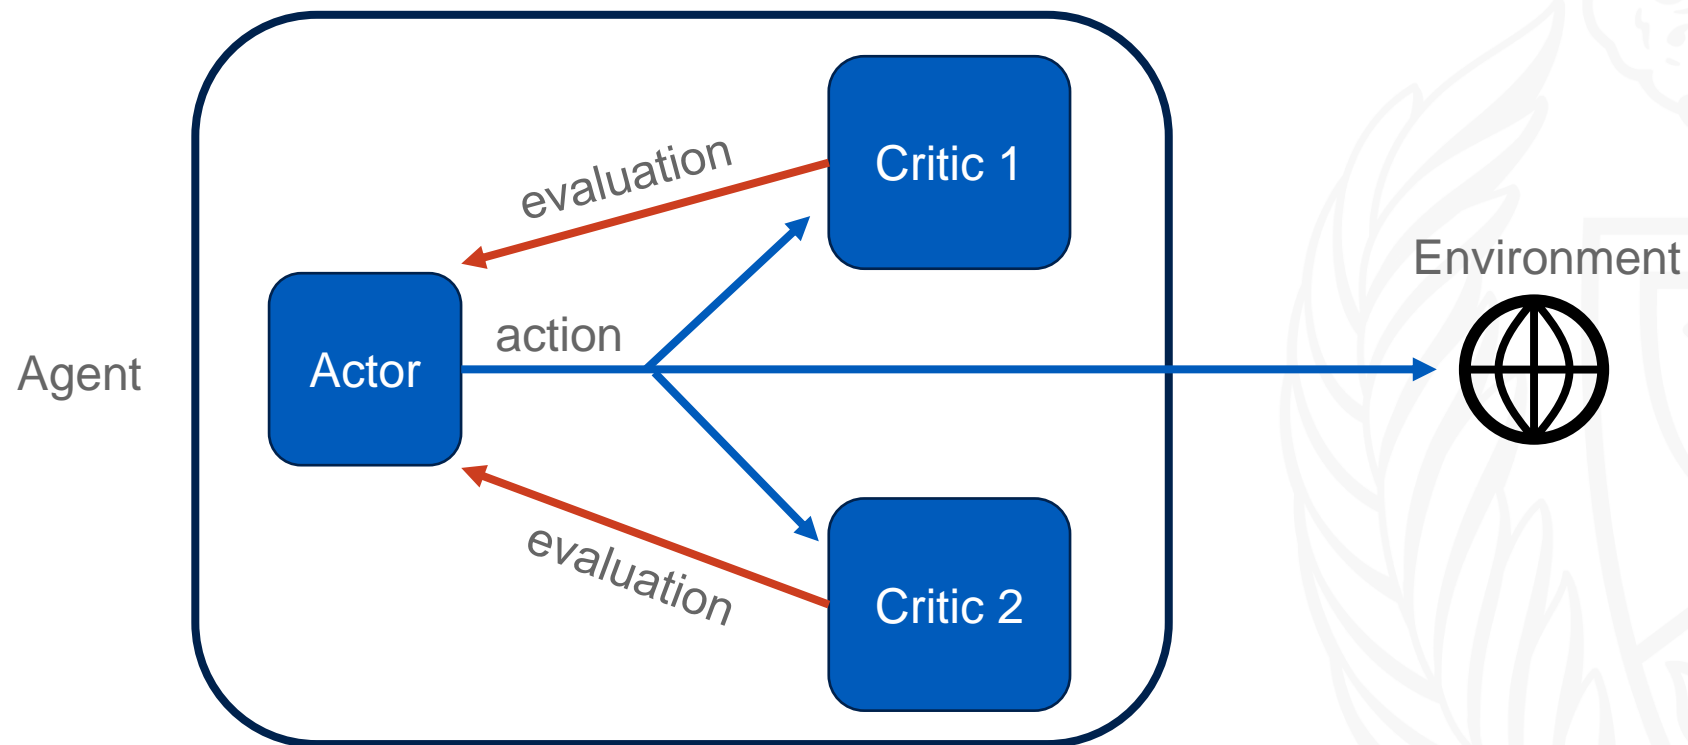 Critic 1
evaluation
Environment
action
Agent
Actor
evaluation
Critic 2